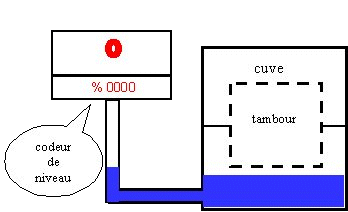 0
% 0000
cuve
tambour
codeur
de
niveau